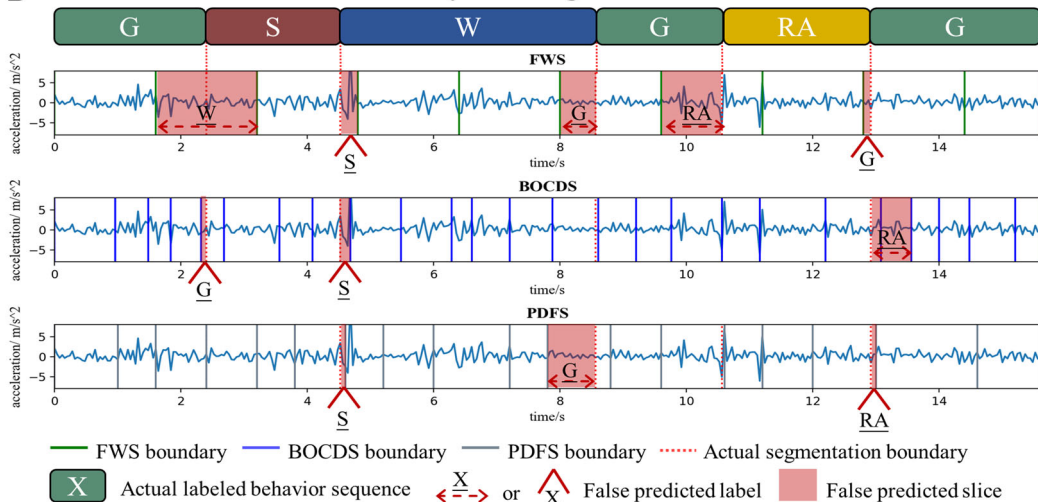 G S W G RA G
FWS
acceleration/ m/s^2
5
0
−5
W
G
RA
0 2 4 6 8 10 12 14
time/s
S
G
BOCDS
acceleration/ m/s^2
5
0
−5
RA
0 2 4 6 8 10 12 14
time/s
G
S
PDFS
acceleration/ m/s^2
5
0
−5
G
0 2 4 6 8 10 12 14
time/s
S
RA
FWS boundary BOCDS boundary PDFS boundary Actual segmentation boundary
X Actual labeled behavior sequence X or X False predicted label False predicted slice